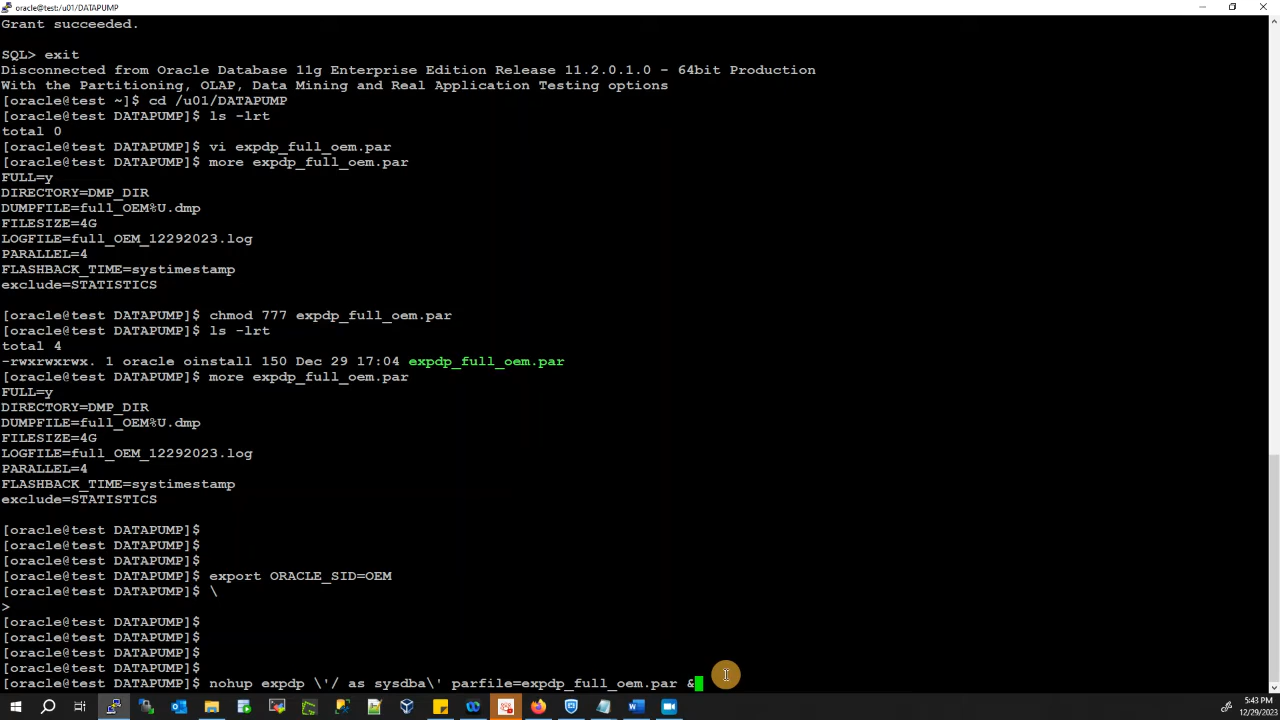 oracle@test:/u01/DATAPUMP
Grant succeeded.
SQL> exit
Disconnected from Oracle Database 11g Enterprise Edition Release 11.2.0.1.0 - 64bit Production
With the Partitioning, OLAP, Data Mining and Real Application Testing options
[oracle@test ~]$ cd /u01/DATAPUMP
[oracle@test DATAPUMP]$ ls -lrt
total 0
[oracle@test DATAPUMP]$ vi expdp_full_oem.par
[oracle@test DATAPUMP]$ more expdp_full_oem.par
FULL=y
DIRECTORY=DMP_DIR
DUMPFILE=full_OEM%U.dmp
FILESIZE=4G
LOGFILE=full_OEM_12292023.log
PARALLEL=4
FLASHBACK_TIME=systimestamp
exclude=STATISTICS
[oracle@test DATAPUMP]$ chmod 777 expdp_full_oem.par
[oracle@test DATAPUMP]$ ls -lrt
total 4
-rwxrwxrwx. 1 oracle oinstall 150 Dec 29 17:04 expdp_full_oem.par
[oracle@test DATAPUMP]$ more expdp_full_oem.par
FULL=y
DIRECTORY=DMP_DIR
DUMPFILE=full_OEM%U.dmp
FILESIZE=4G
LOGFILE=full_OEM_12292023.log
PARALLEL=4
FLASHBACK_TIME=systimestamp
exclude=STATISTICS
[oracle@test DATAPUMP]$
[oracle@test DATAPUMP]$
[oracle@test DATAPUMP]$
[oracle@test DATAPUMP]$ export ORACLE_SID=OEM
[oracle@test DATAPUMP]$ \
>
[oracle@test DATAPUMP]$
[oracle@test DATAPUMP]$
[oracle@test DATAPUMP]$
[oracle@test DATAPUMP]$
[oracle@test DATAPUMP]$ nohup expdp \'/ as sysdba\' parfile=expdp_full_oem.par &
5:43 PM
12/29/2023